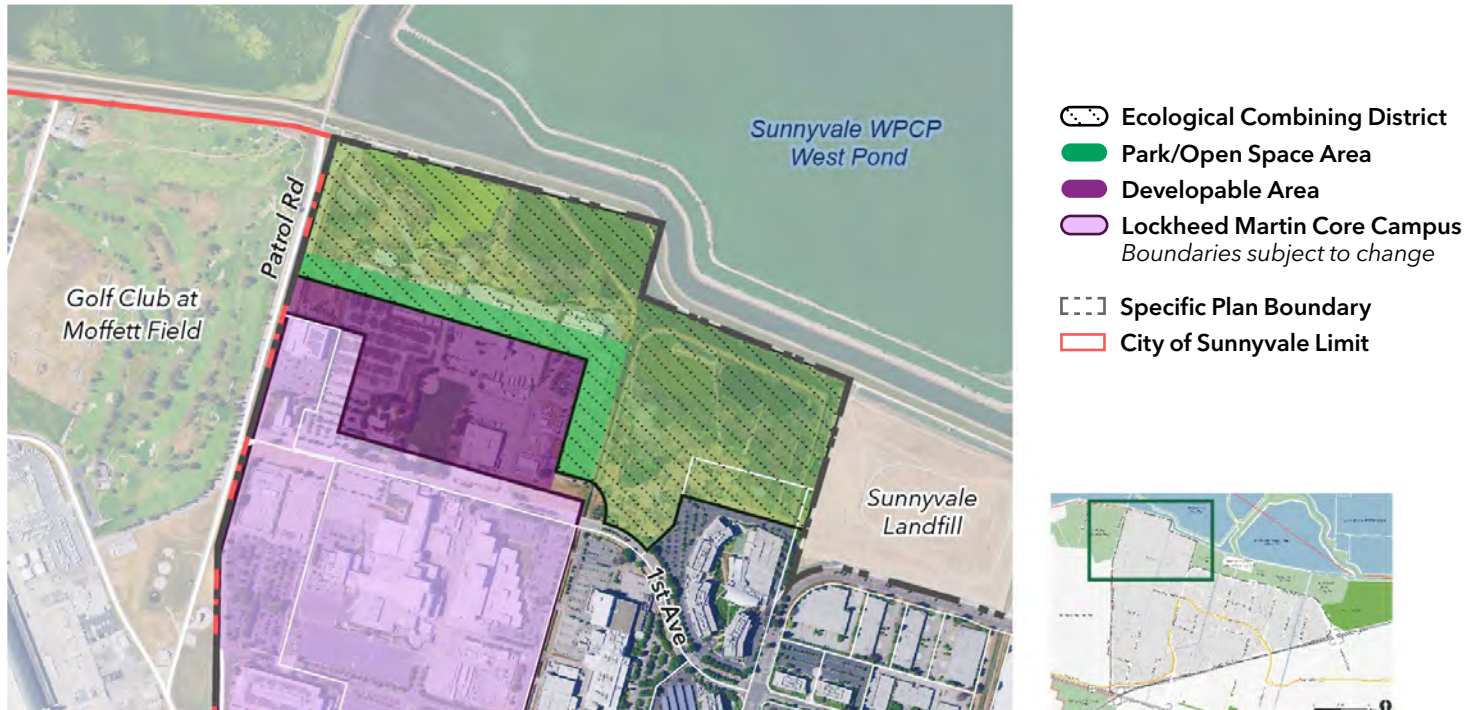 Sunnyvale WPCP
West Pond
Patrol Rd
Golf Club at
Moffett Field
Sunnyvale
Landfill
1st Ave
Ecological Combining District
Park/Open Space Area
Developable Area
Lockheed Martin Core Campus
Boundaries subject to change
Specific Plan Boundary
City of Sunnyvale Limit